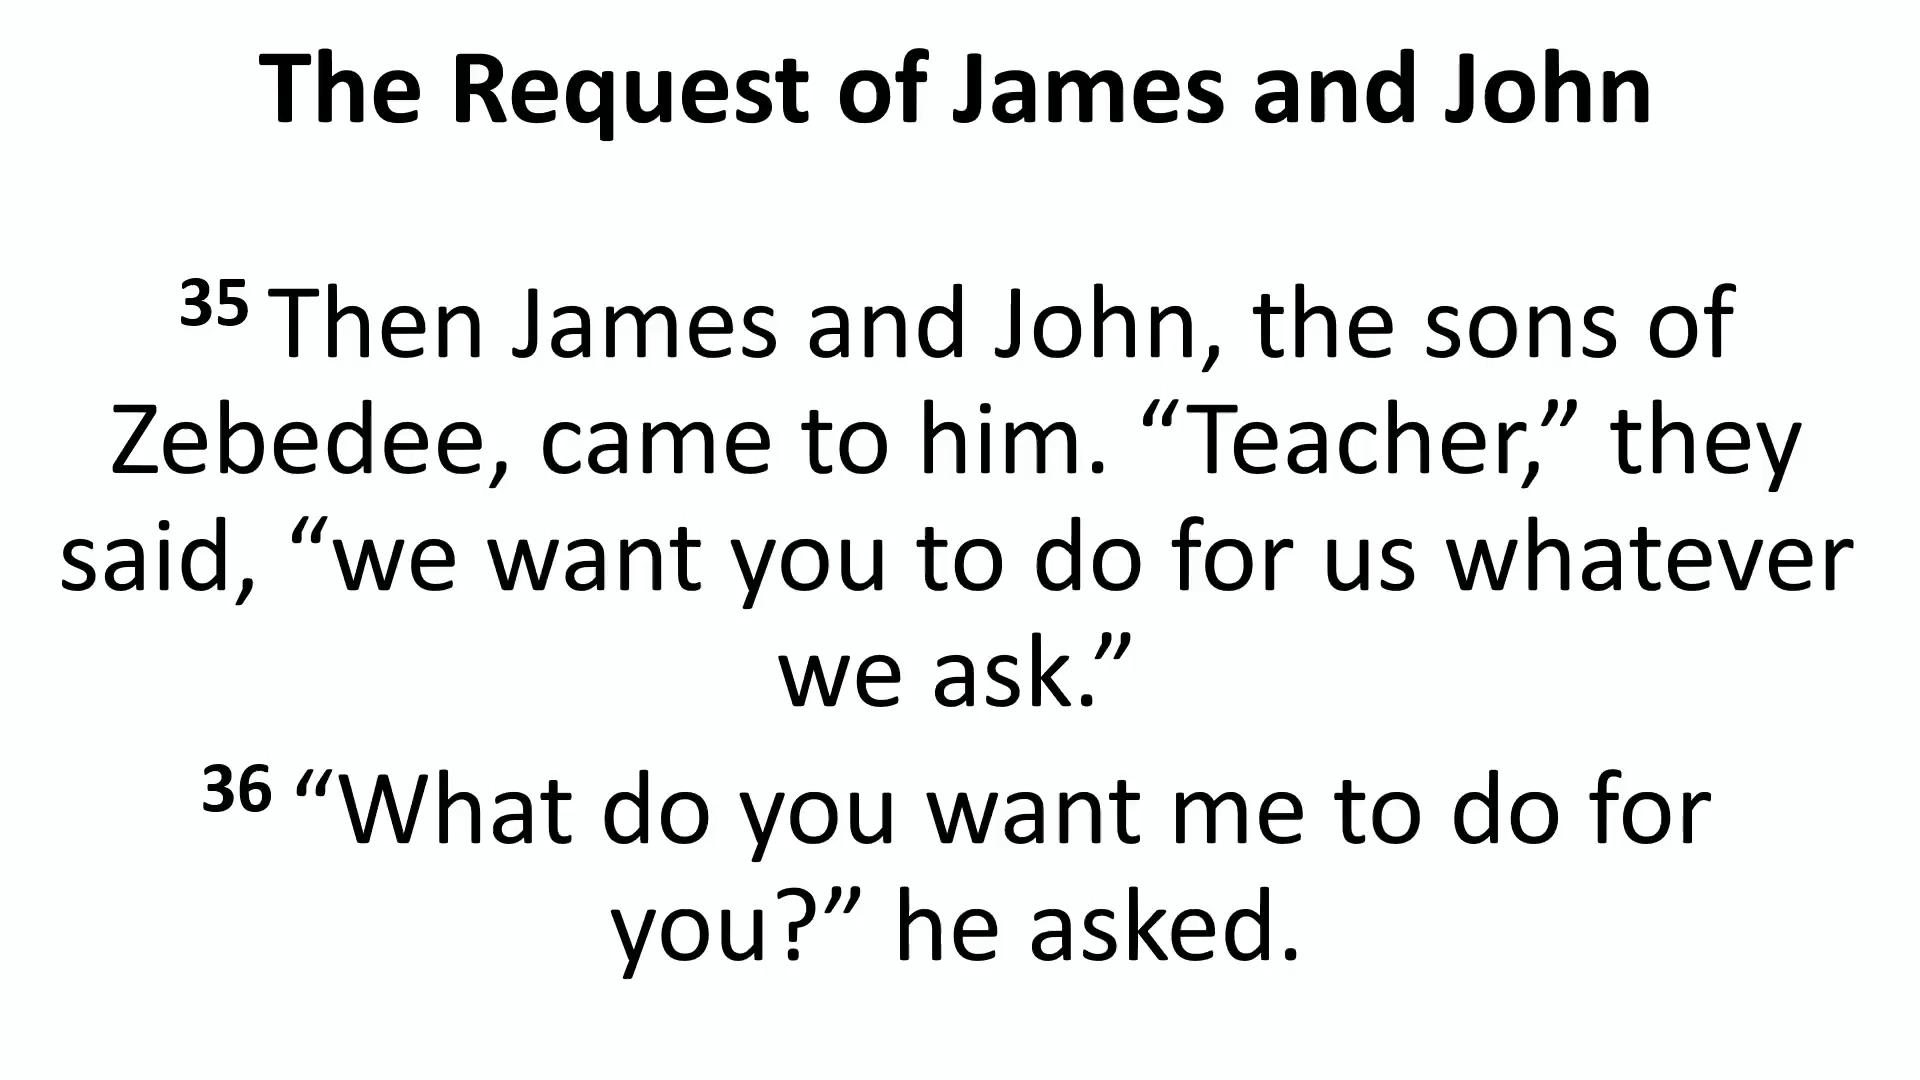 The Request of James and John
35 Then James and John, the sons of
Zebedee, came to him. “Teacher,” they
said, “we want you to do for us whatever
we ask.”
36 “What do you want me to do for
you?” he asked.